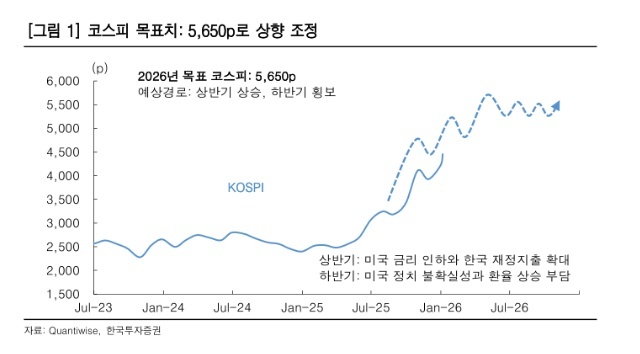 [그림 1] 코스피 목표치: 5,650p로 상향 조정
(p)
6,000
5,500
5,000
4,500
4,000
3,500
3,000
2,500
2,000
1,500
2026년 목표 코스피: 5,650p
예상경로: 상반기 상승, 하반기 횡보
KOSPI
상반기: 미국 금리 인하와 한국 재정지출 확대
하반기: 미국 정치 불확실성과 환율 상승 부담
Jul-23 Jan-24 Jul-24 Jan-25 Jul-25 Jan-26 Jul-26
자료: Quantiwise, 한국투자증권